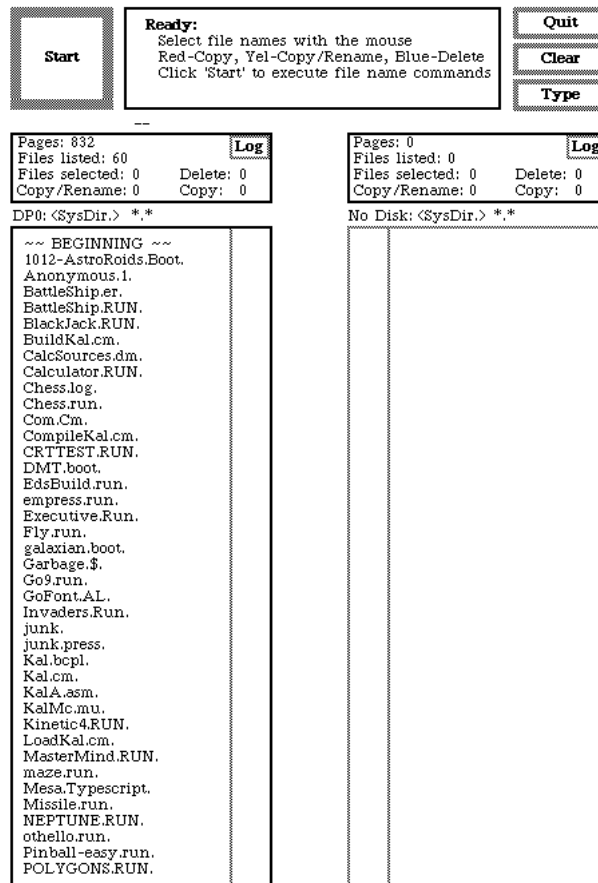 Start
Ready:
Select file names with the mouse
Red-Copy, Yel-Copy/Rename, Blue-Delete
Click 'Start' to execute file name commands
Quit
Clear
Type
Pages: 832
Log
Files listed: 60
Files selected: 0 Delete: 0
Copy/Rename: 0 Copy: 0
DP0: <SysDir.> *.*
Pages: 0
Log
Files listed: 0
Files selected: 0 Delete: 0
Copy/Rename: 0 Copy: 0
No Disk: <SysDir.> *.*
~~ BEGINNING ~~
1012-AstroRoids.Boot.
Anonymous.1.
BattleShip.er.
BattleShip.RUN.
BlackJack.RUN.
BuildKal.cm.
CalcSources.dm.
Calculator.RUN.
Chess.log.
Chess.run.
Com.Cm.
CompileKal.cm.
CRTTEST.RUN.
DMT.boot.
EdsBuild.run.
empress.run.
Executive.Run.
Fly.run.
galaxian.boot.
Garbage.$.
Go9.run.
GoFont.AL.
Invaders.Run.
junk.
junk.press.
Kal.bcpl.
Kal.cm.
KalA.asm.
KalMc.mu.
Kinetic4.RUN.
LoadKal.cm.
MasterMind.RUN.
maze.run.
Mesa.Typescript.
Missile.run.
NEPTUNE.RUN.
othello.run.
Pinball-easy.run.
POLYGONS.RUN.